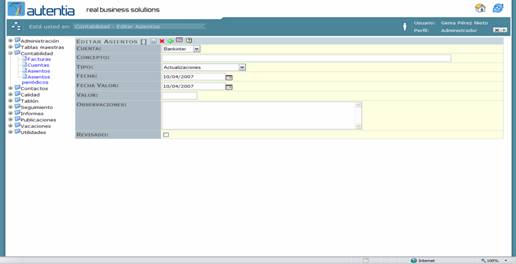 autentia real business solutions
Está usted en: Contabilidad - Editar Asientos
Usuario: Gema Pérez Nieto
Perfil: Administrador
Administración
Tablas maestras
Contabilidad
Facturas
Cuentas
Asientos
Asientos periódicos
Contactos
Calidad
Tablón
Seguimiento
Informes
Publicaciones
Vacaciones
Utilidades
EDITAR ASIENTOS []
CUENTA: Bankinter
CONCEPTO:
TIPO: Actualizaciones
FECHA: 10/04/2007
FECHA VALOR: 10/04/2007
VALOR:
OBSERVACIONES:
REVISADO:
Internet 100%